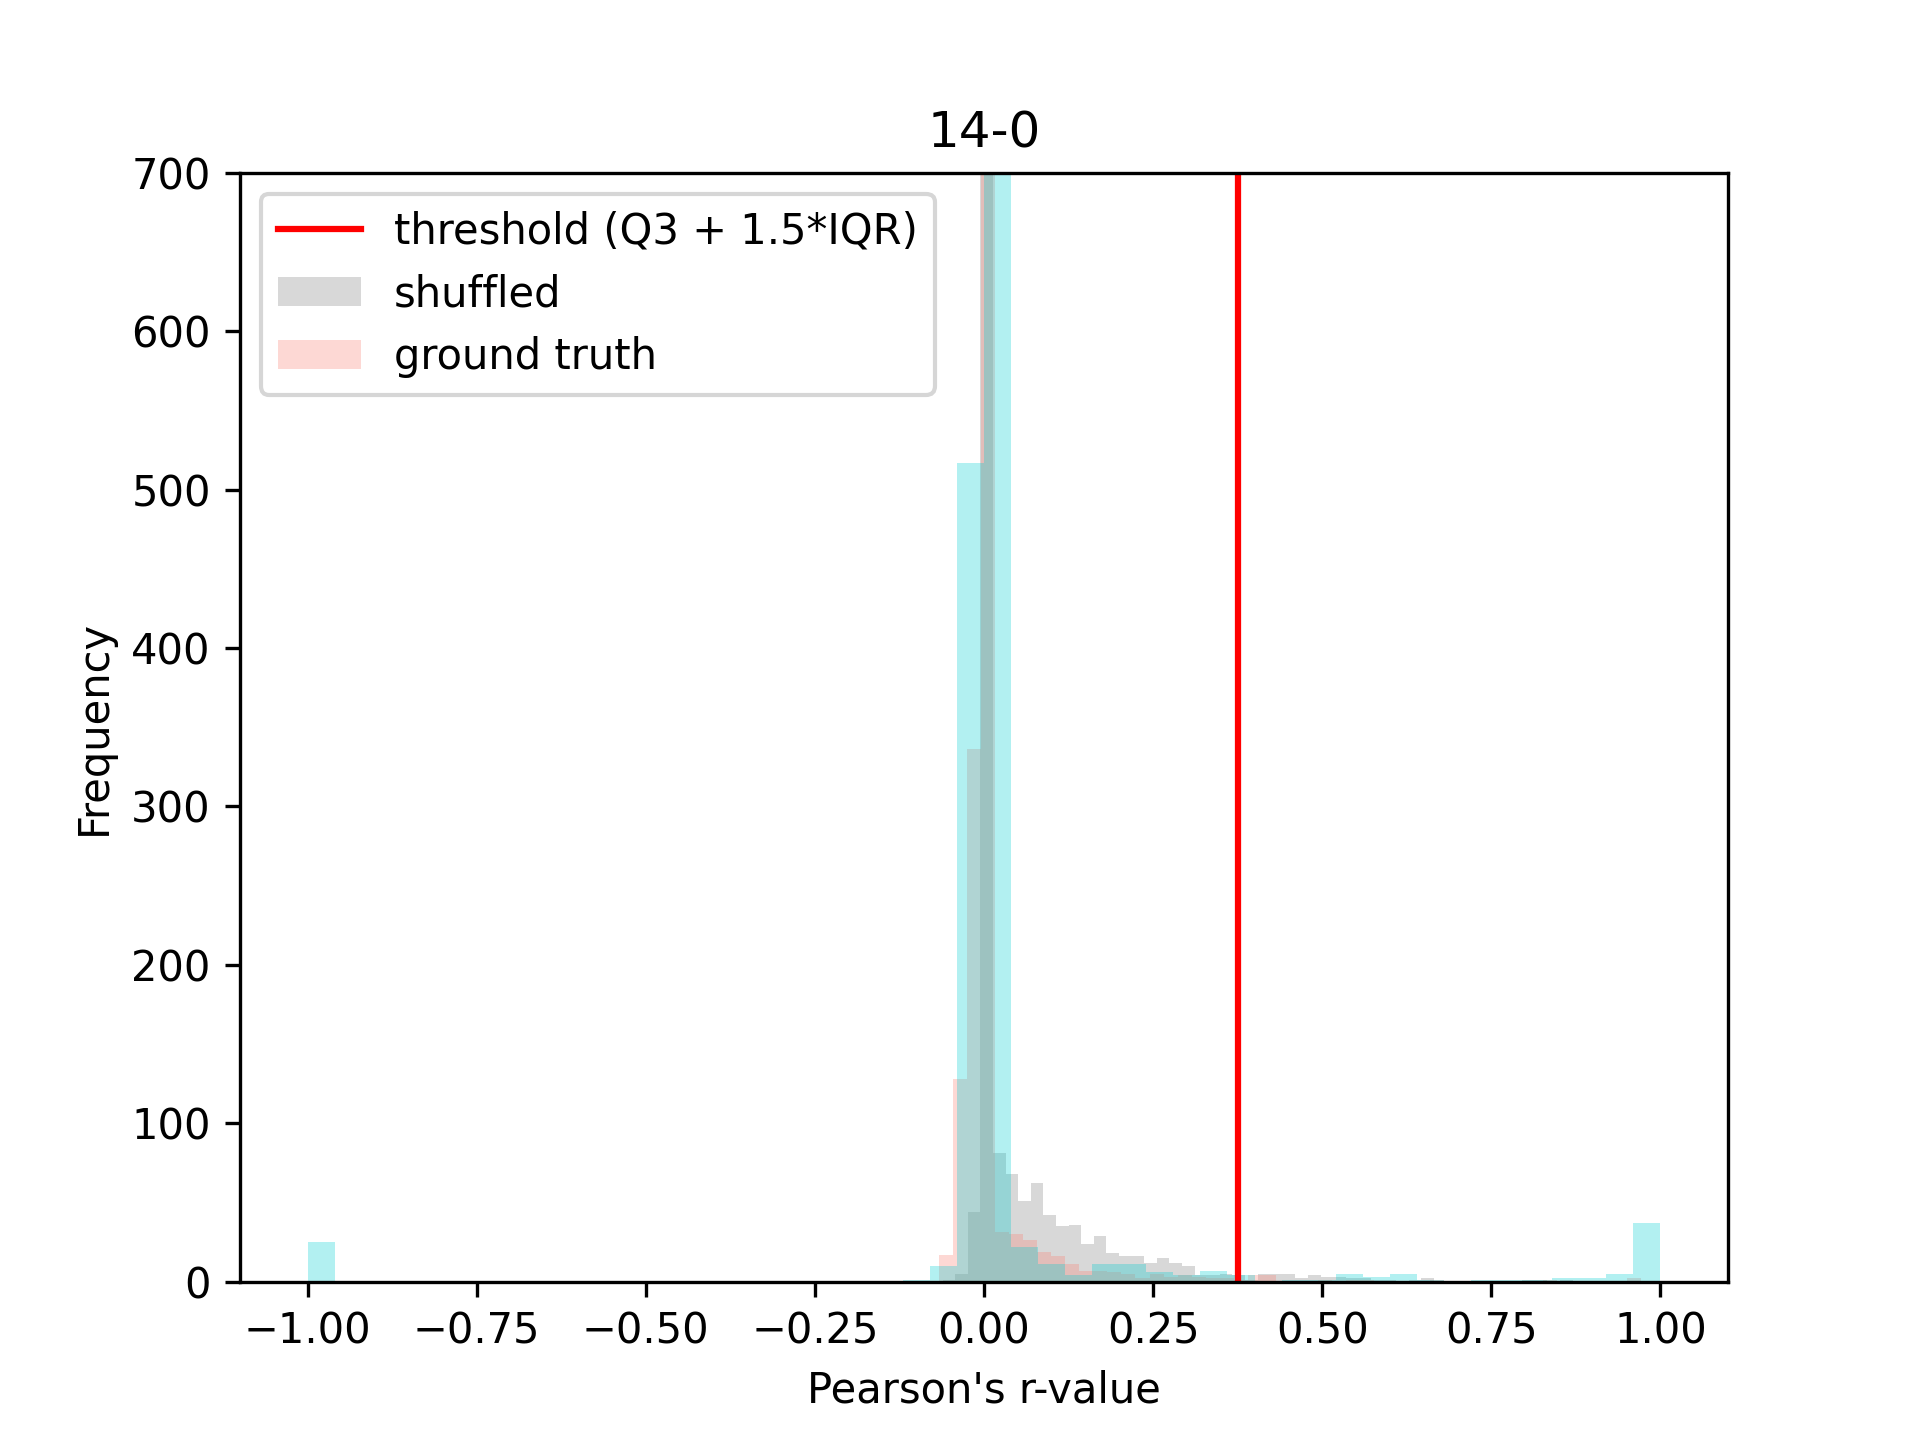 14-0
700
600
500
400
300
200
100
0
Frequency
threshold (Q3 + 1.5*IQR)
shuffled
ground truth
−1.00 −0.75 −0.50 −0.25 0.00 0.25 0.50 0.75 1.00
Pearson's r-value